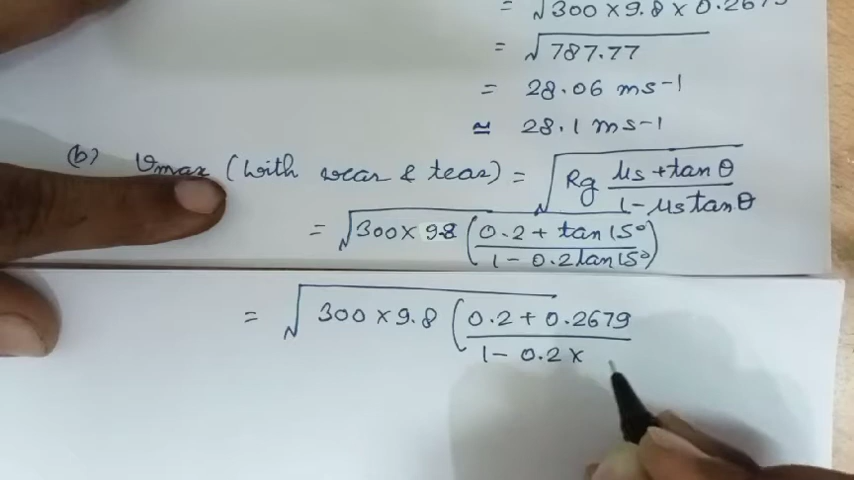 = √300 × 9.8 × 0.2679
= √787.77
= 28.06 ms-1
≃ 28.1 ms-1
(b) υmax (with wear & tear) = √Rg (μs + tan θ / 1 - μs tan θ)
= √300 × 9.8 (0.2 + tan 15° / 1 - 0.2 tan 15°)
= √300 × 9.8 (0.2 + 0.2679 / 1 - 0.2 ×